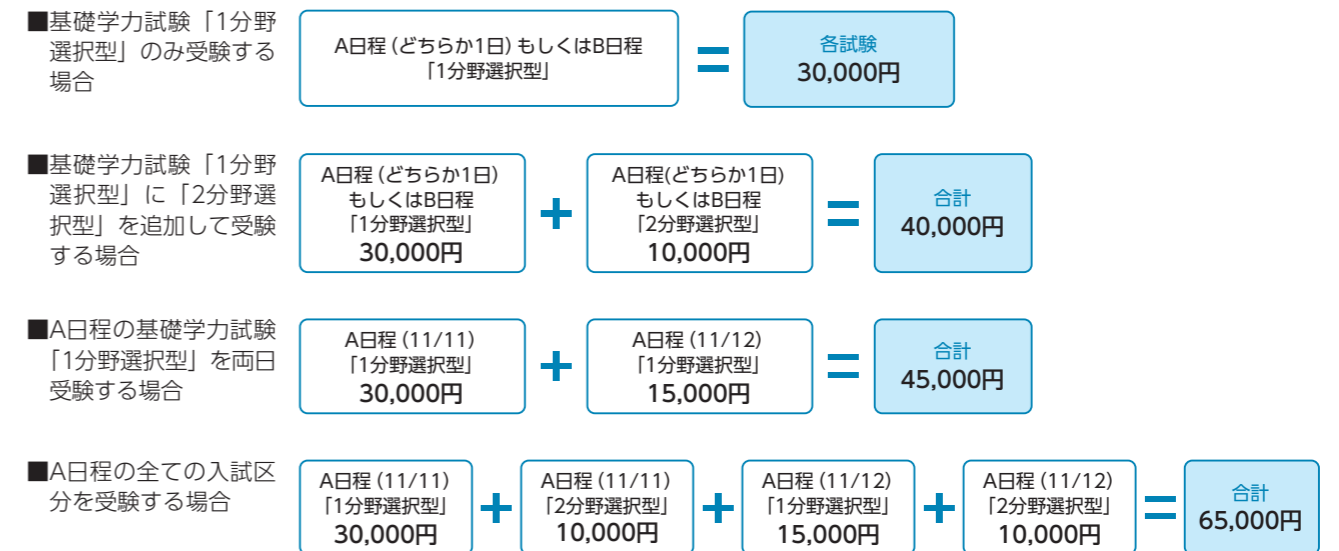 ■基礎学力試験「1分野
選択型」のみ受験する
場合
A日程（どちらか1日）もしくはB日程
「1分野選択型」
=
各試験
30,000円
■基礎学力試験「1分野
選択型」に「2分野選
択型」を追加して受験
する場合
A日程（どちらか1日）
もしくはB日程
「1分野選択型」
30,000円
+
A日程(どちらか1日)
もしくはB日程
「2分野選択型」
10,000円
=
合計
40,000円
■A日程の基礎学力試験
「1分野選択型」を両日
受験する場合
A日程（11/11）
「1分野選択型」
30,000円
+
A日程（11/12）
「1分野選択型」
15,000円
=
合計
45,000円
■A日程の全ての入試区
分を受験する場合
A日程（11/11）
「1分野選択型」
30,000円
+
A日程（11/11）
「2分野選択型」
10,000円
+
A日程（11/12）
「1分野選択型」
15,000円
+
A日程（11/12）
「2分野選択型」
10,000円
=
合計
65,000円